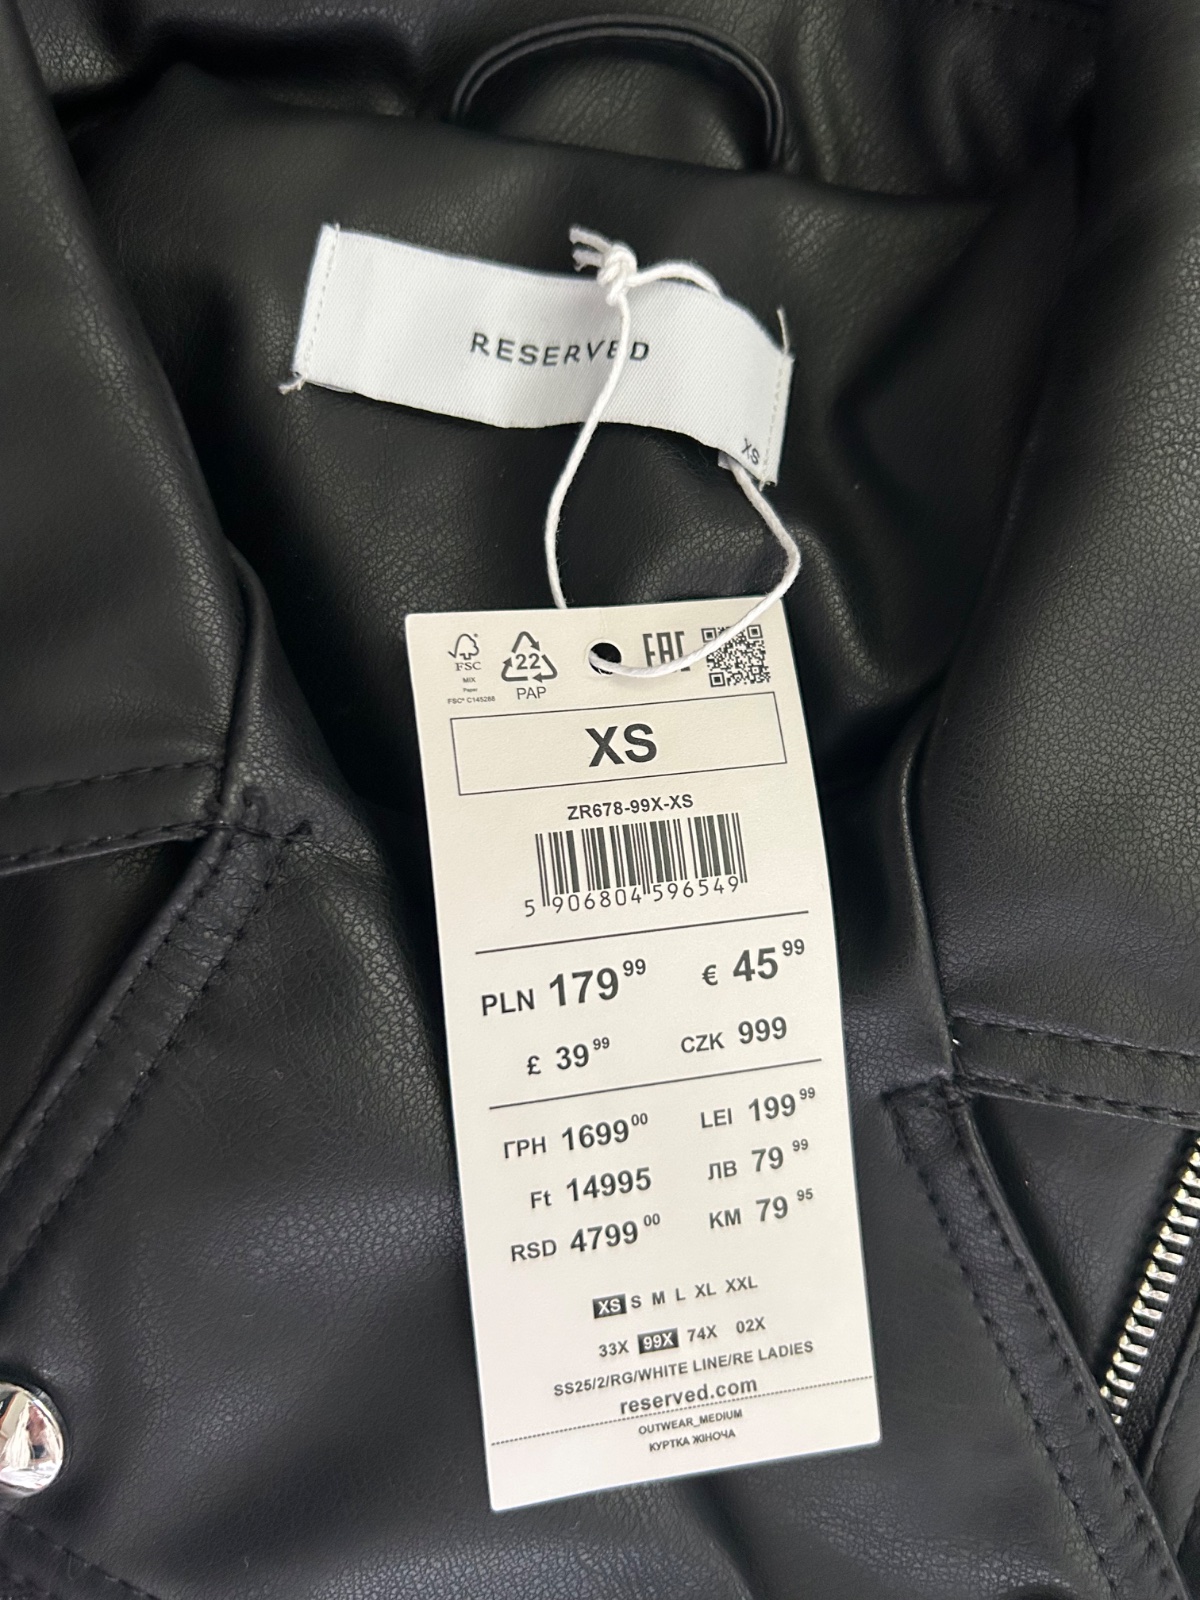 RESERVED
XS
FSC
MIX
Paper
FSC® C145288
22
PAP
EAC
XS
ZR678-99X-XS
5 906804 596549
PLN 179 99 € 45 99
£ 39 99 CZK 999
ГРН 1699 00 LEI 199 99
Ft 14995 ЛВ 79 99
RSD 4799 00 KM 79 95
XS S M L XL XXL
33X 99X 74X 02X
SS25/2/RG/WHITE LINE/RE LADIES
reserved.com
OUTWEAR_MEDIUM
КУРТКА ЖІНОЧА